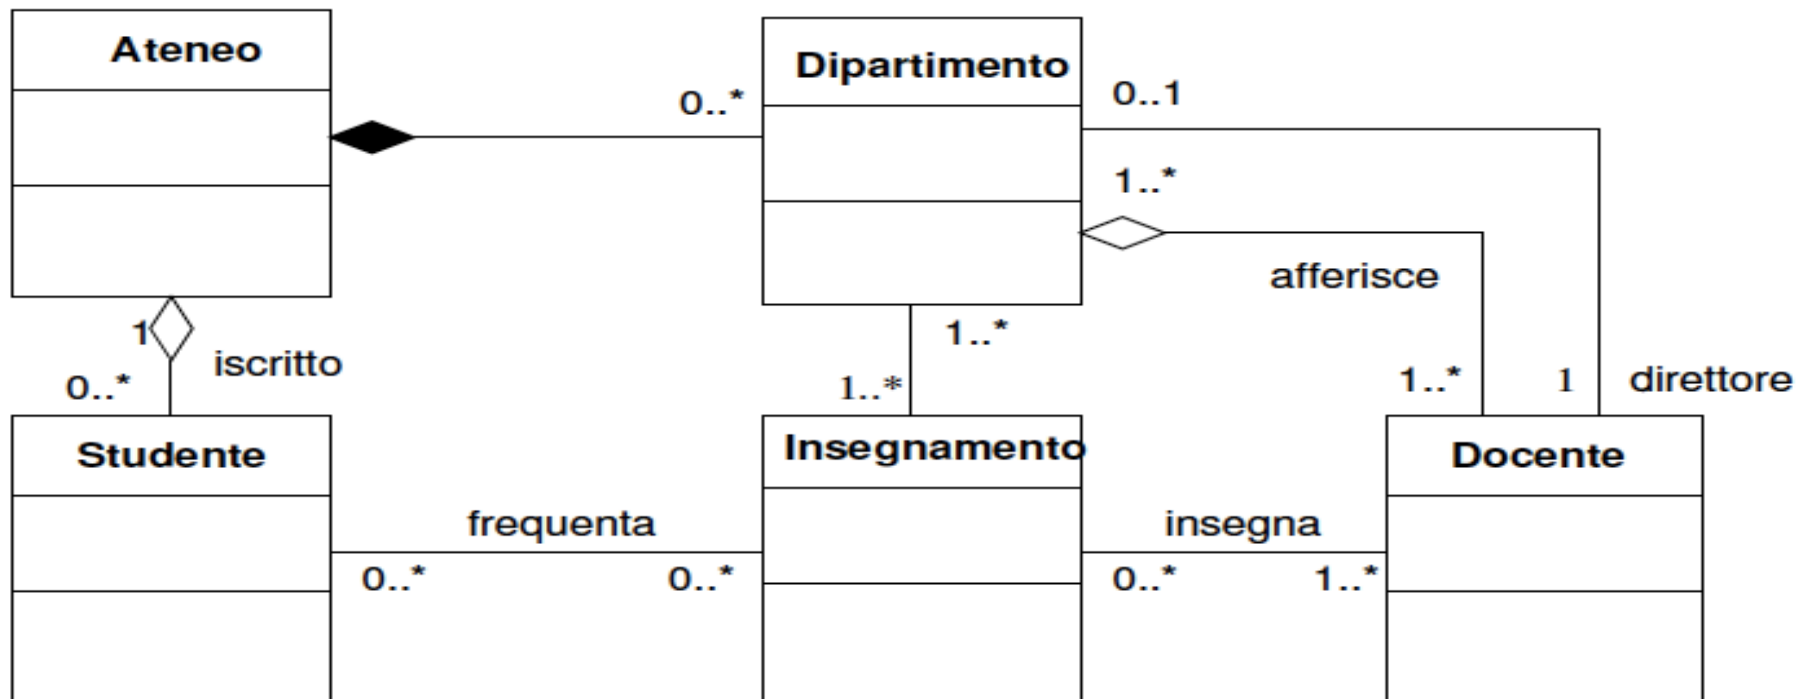 Ateneo
Dipartimento
0..*
0..1
1..*
afferisce
1
iscritto
0..*
1..*
1..*
1..*
1
direttore
Studente
Insegnamento
Docente
frequenta
insegna
0..*
0..*
0..*
1..*